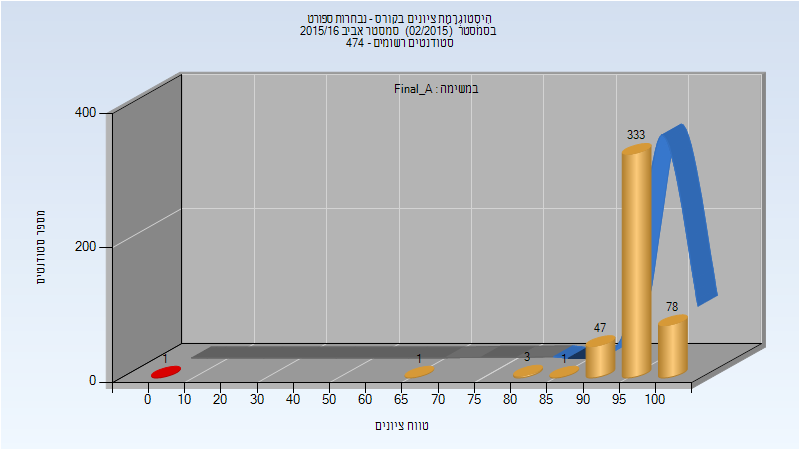 היסטוגרמת ציונים בקורס - נבחרות ספורט
בסמסטר (02/2015) סמסטר אביב 2015/16
סטודנטים רשומים - 474
במשימה : Final_A
מספר סטודנטים
400
200
0
1
1
3
1
47
333
78
0 10 20 30 40 50 60 65 70 75 80 85 90 95 100
טווח ציונים